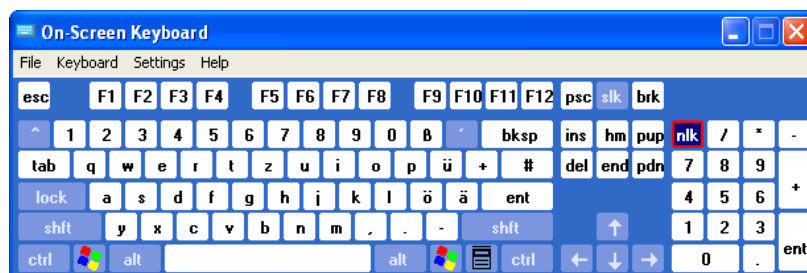 On-Screen Keyboard
File Keyboard Settings Help
esc F1 F2 F3 F4 F5 F6 F7 F8 F9 F10 F11 F12 psc slk brk
^ 1 2 3 4 5 6 7 8 9 0 ß ´ bksp ins hm pup nlk / * -
tab q w e r t z u i o p ü + # del end pdn 7 8 9 +
lock a s d f g h j k l ö ä ent 4 5 6
shft y x c v b n m , . - shft ↑ 1 2 3 ent
ctrl alt alt ctrl ← ↓ → 0 .